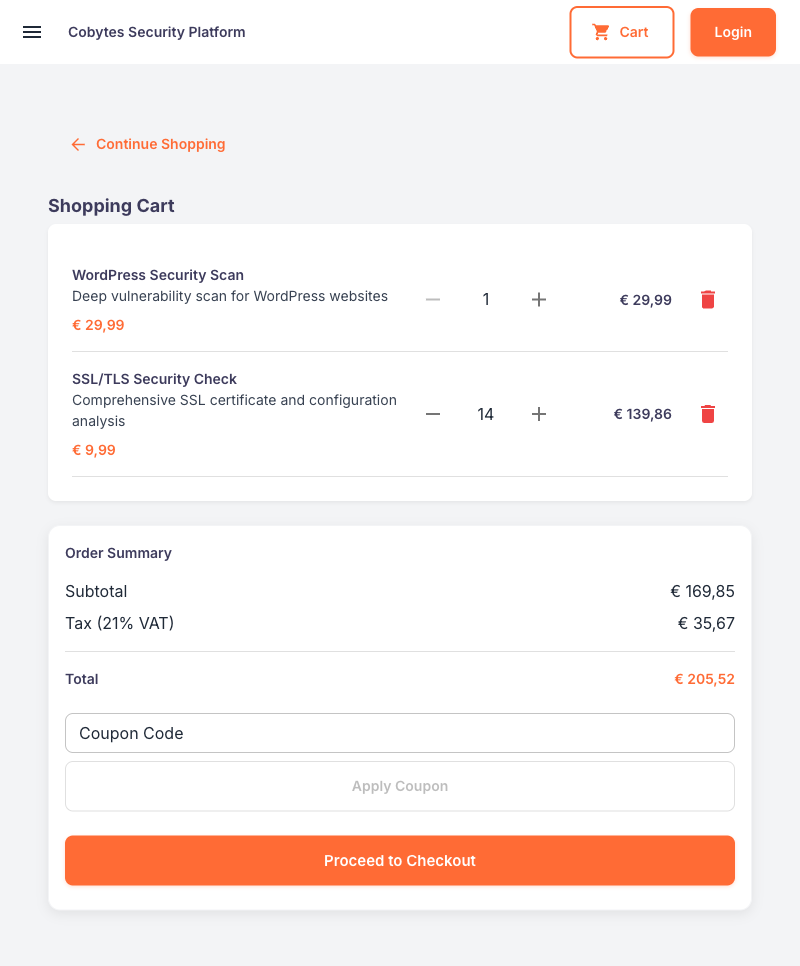 Cobytes Security Platform
Cart
Login
Continue Shopping
Shopping Cart
WordPress Security Scan
Deep vulnerability scan for WordPress websites
€ 29,99
1
€ 29,99
SSL/TLS Security Check
Comprehensive SSL certificate and configuration
analysis
€ 9,99
14
€ 139,86
Order Summary
Subtotal € 169,85
Tax (21% VAT) € 35,67
Total € 205,52
Coupon Code
Apply Coupon
Proceed to Checkout